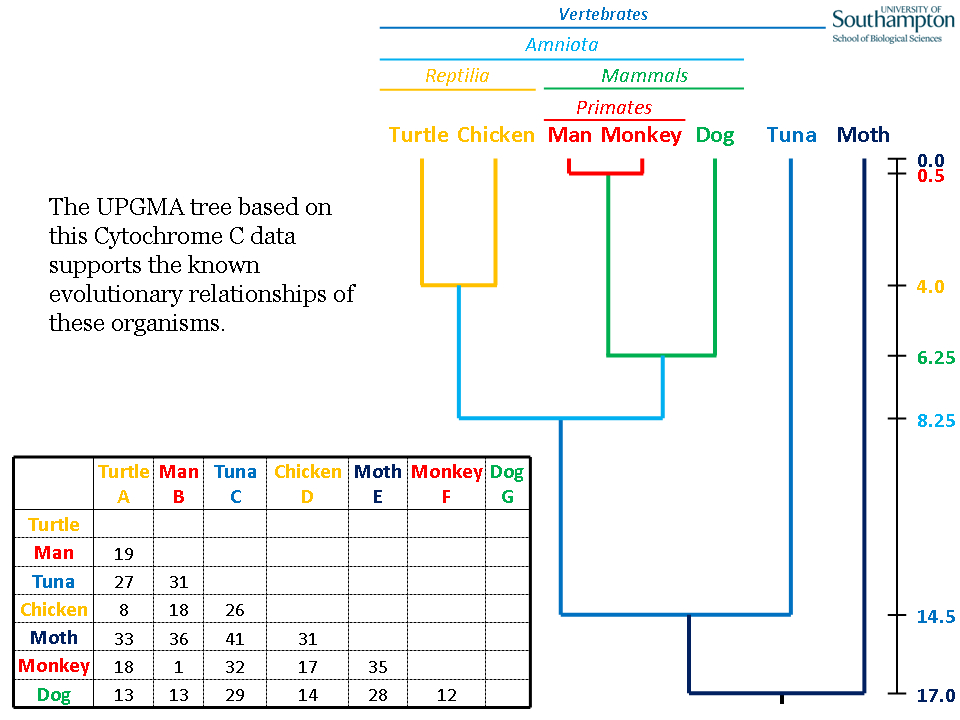 Vertebrates
UNIVERSITY OF
Southampton
School of Biological Sciences
Amniota
Reptilia
Mammals
Primates
Turtle Chicken Man Monkey Dog Tuna Moth
0.0
0.5
The UPGMA tree based on
this Cytochrome C data
supports the known
evolutionary relationships of
these organisms.
4.0
6.25
8.25
14.5
17.0
Turtle Man Tuna Chicken Moth Monkey Dog
A B C D E F G
Turtle
Man 19
Tuna 27 31
Chicken 8 18 26
Moth 33 36 41 31
Monkey 18 1 32 17 35
Dog 13 13 29 14 28 12